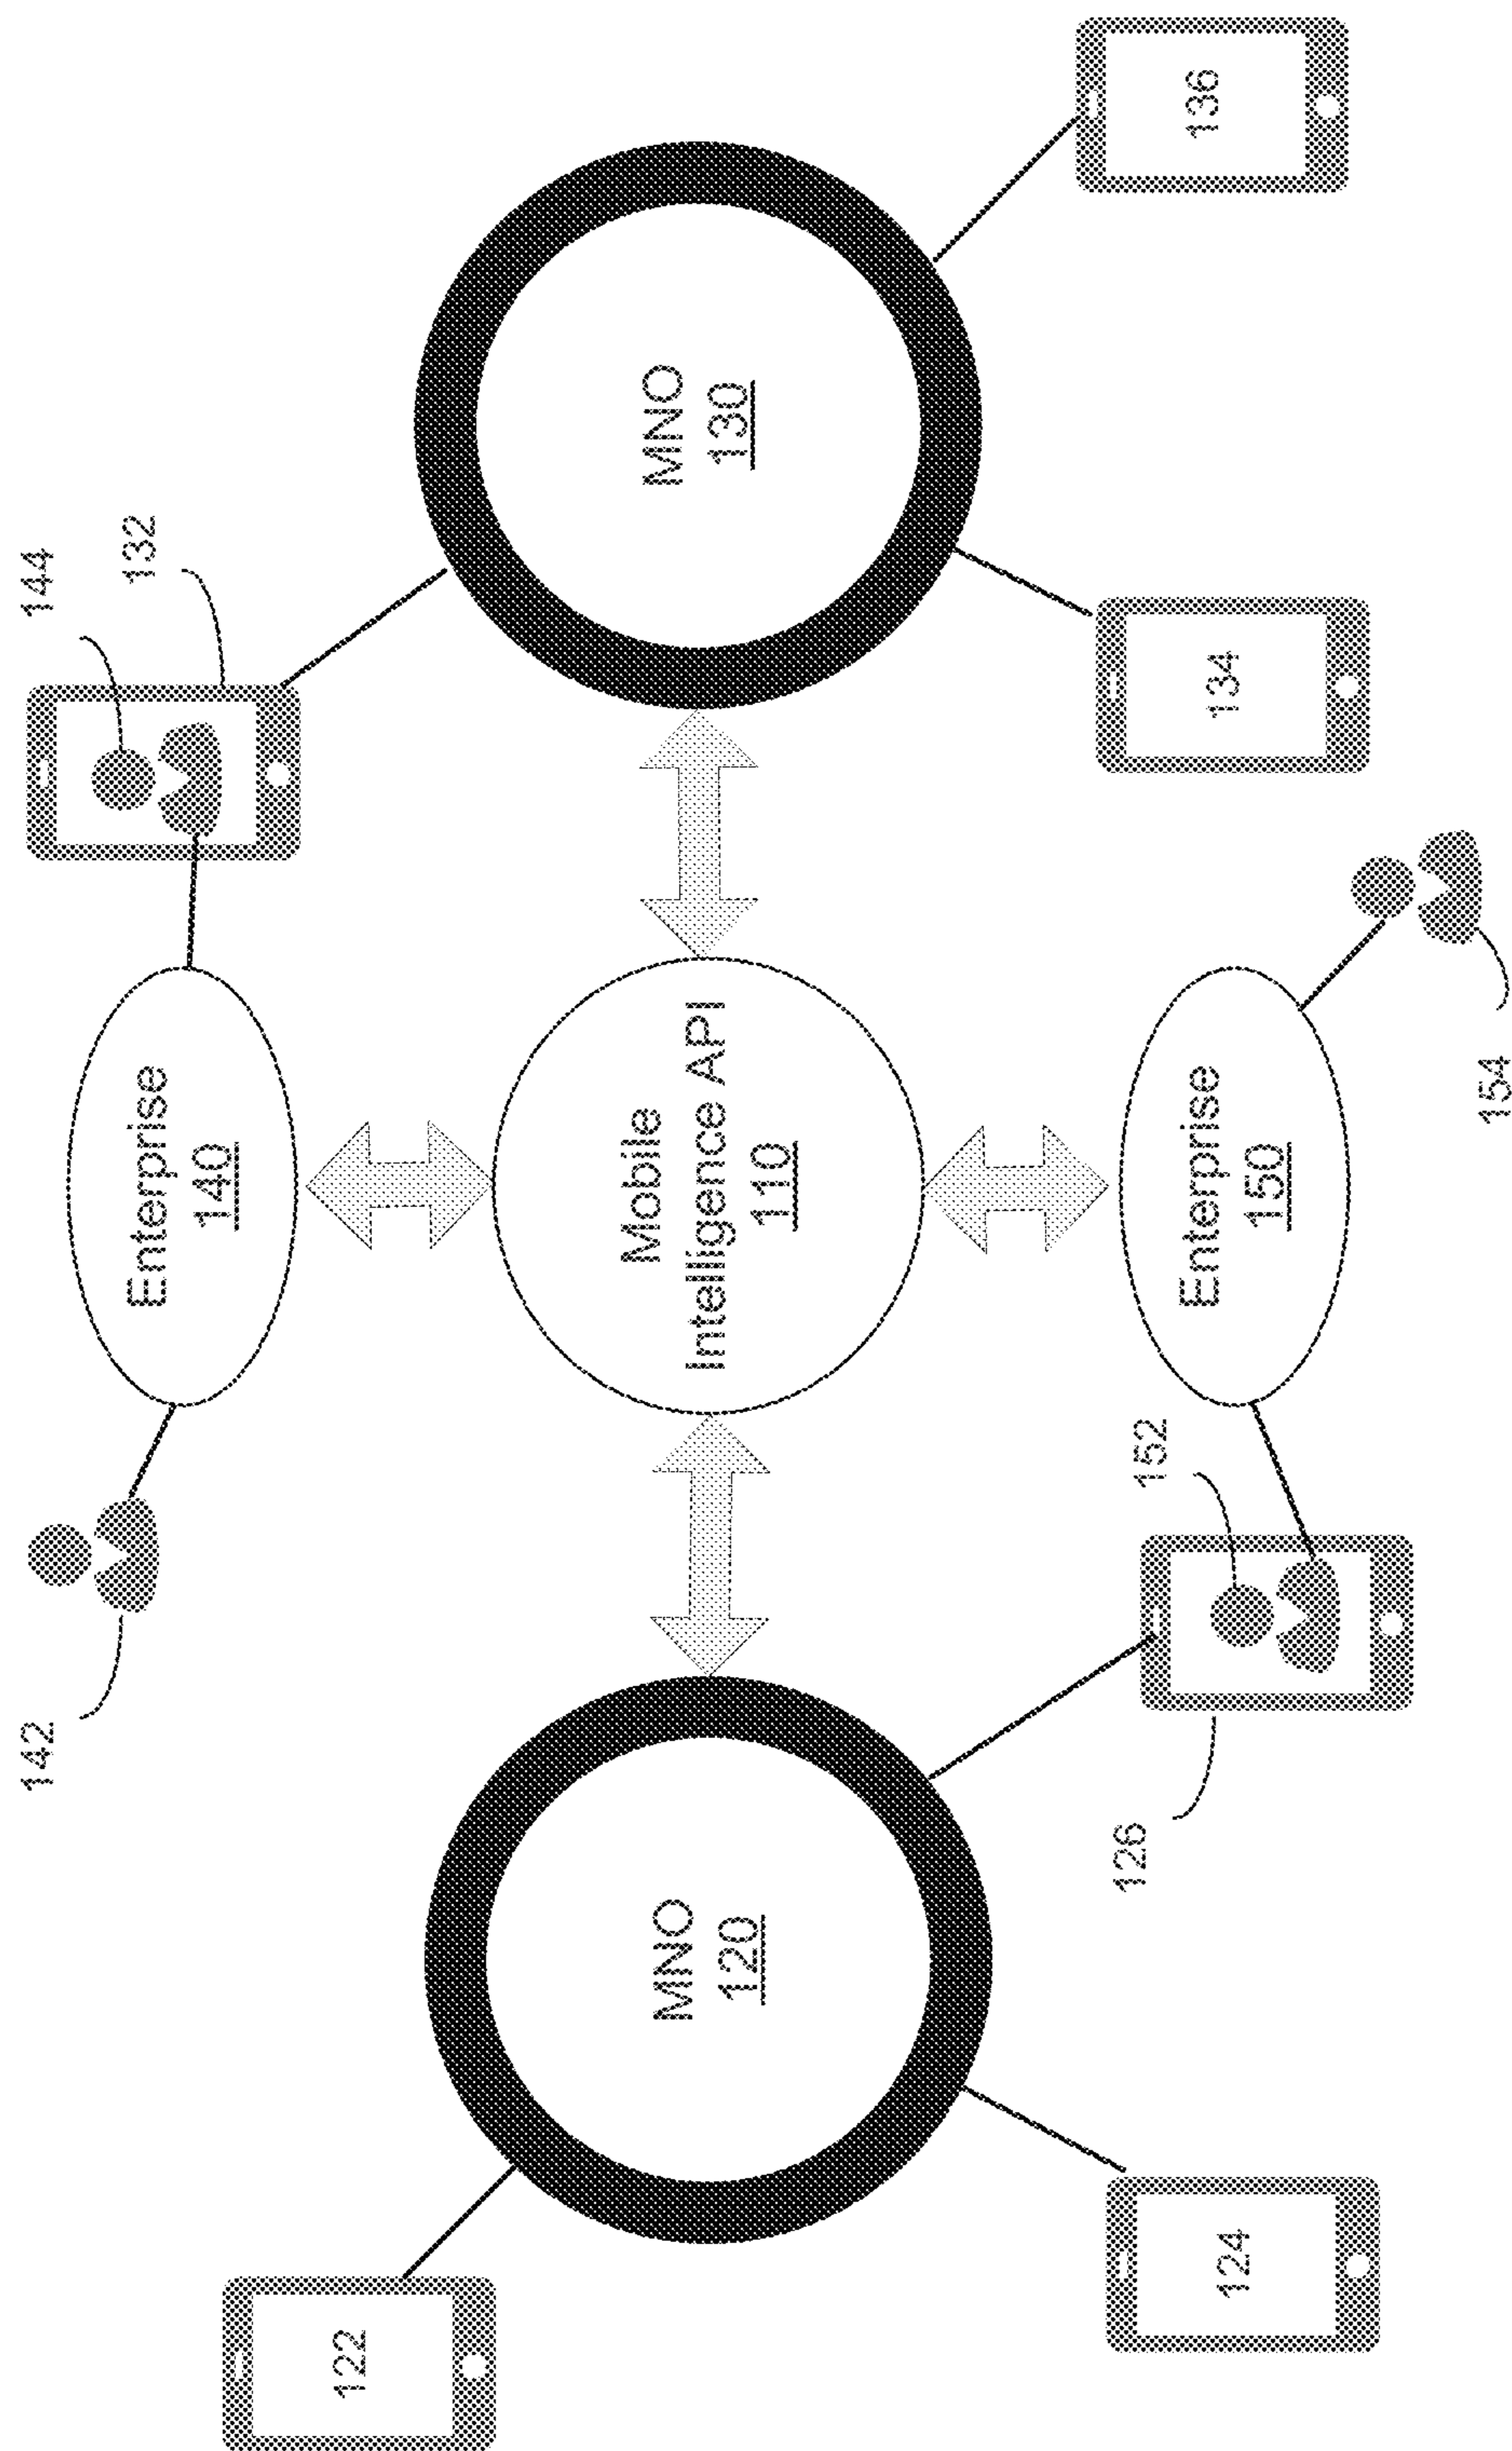 142
144
132
Enterprise
140
122
MNO
120
Mobile
Intelligence API
110
MNO
130
126
152
Enterprise
150
124
134
136
154